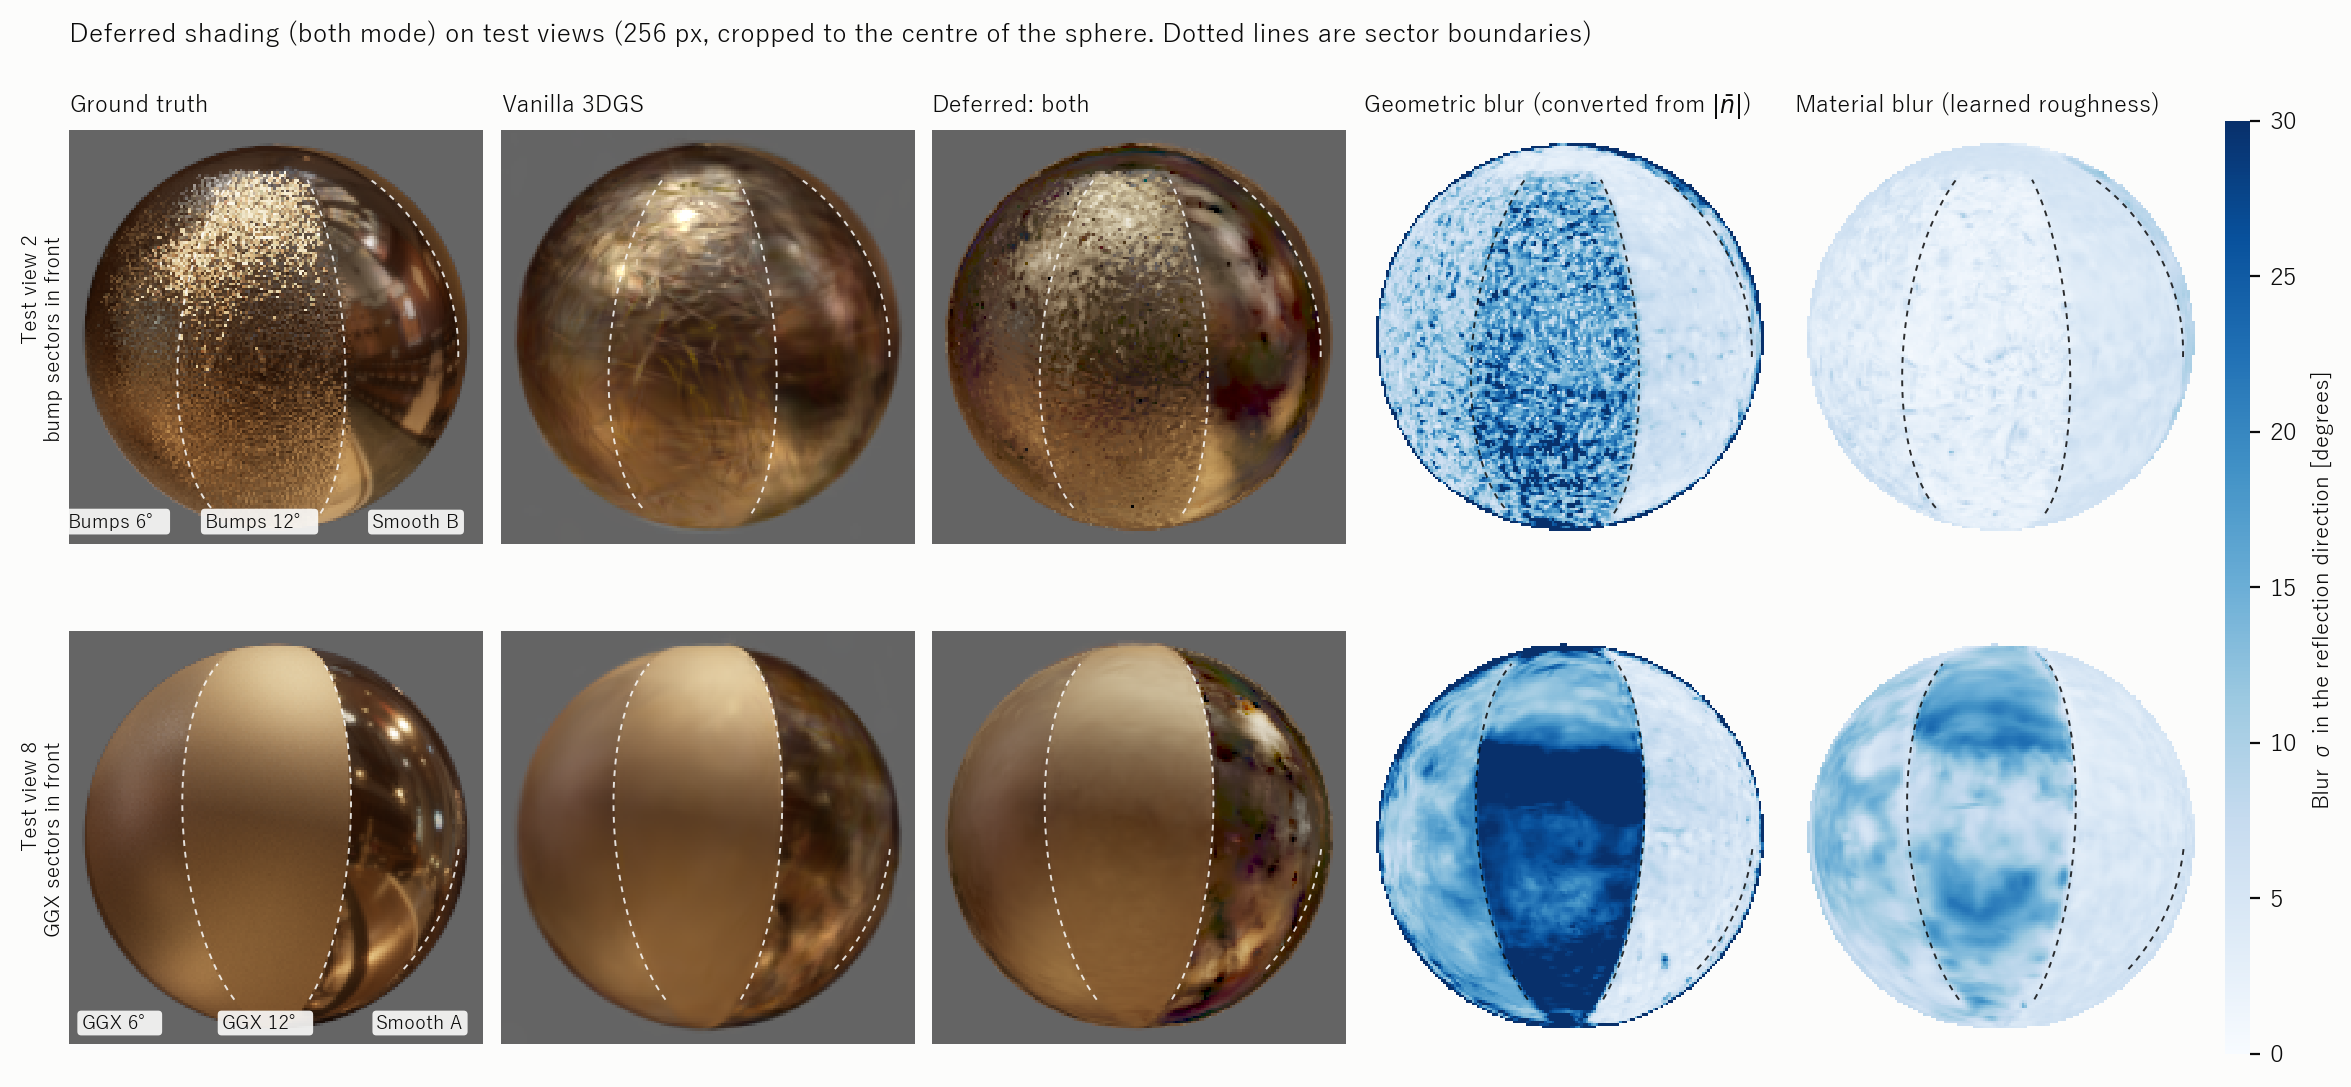 Deferred shading (both mode) on test views (256 px, cropped to the centre of the sphere. Dotted lines are sector boundaries)
Ground truth
Vanilla 3DGS
Deferred: both
Geometric blur (converted from |n̄|)
Material blur (learned roughness)
Test view 2
bump sectors in front
Bumps 6°
Bumps 12°
Smooth B
Test view 8
GGX sectors in front
GGX 6°
GGX 12°
Smooth A
30
25
20
15
10
5
0
Blur σ in the reflection direction [degrees]